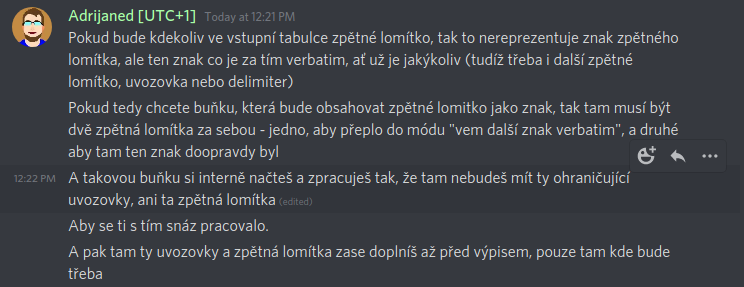 Adrijaned [UTC+1] Today at 12:21 PM
Pokud bude kdekoliv ve vstupní tabulce zpětné lomítko, tak to nereprezentuje znak zpětného
lomítka, ale ten znak co je za tím verbatim, ať už je jakýkoliv (tudíž třeba i další zpětné
lomítko, uvozovka nebo delimiter)
Pokud tedy chcete buňku, která bude obsahovat zpětné lomitko jako znak, tak tam musí být
dvě zpětná lomítka za sebou - jedno, aby přeplo do módu "vem další znak verbatim", a druhé
aby tam ten znak doopravdy byl
12:22 PM A takovou buňku si interně načteš a zpracuješ tak, že tam nebudeš mít ty ohraničující
uvozovky, ani ta zpětná lomítka (edited)
Aby se ti s tím snáz pracovalo.
A pak tam ty uvozovky a zpětná lomítka zase doplníš až před výpisem, pouze tam kde bude
třeba